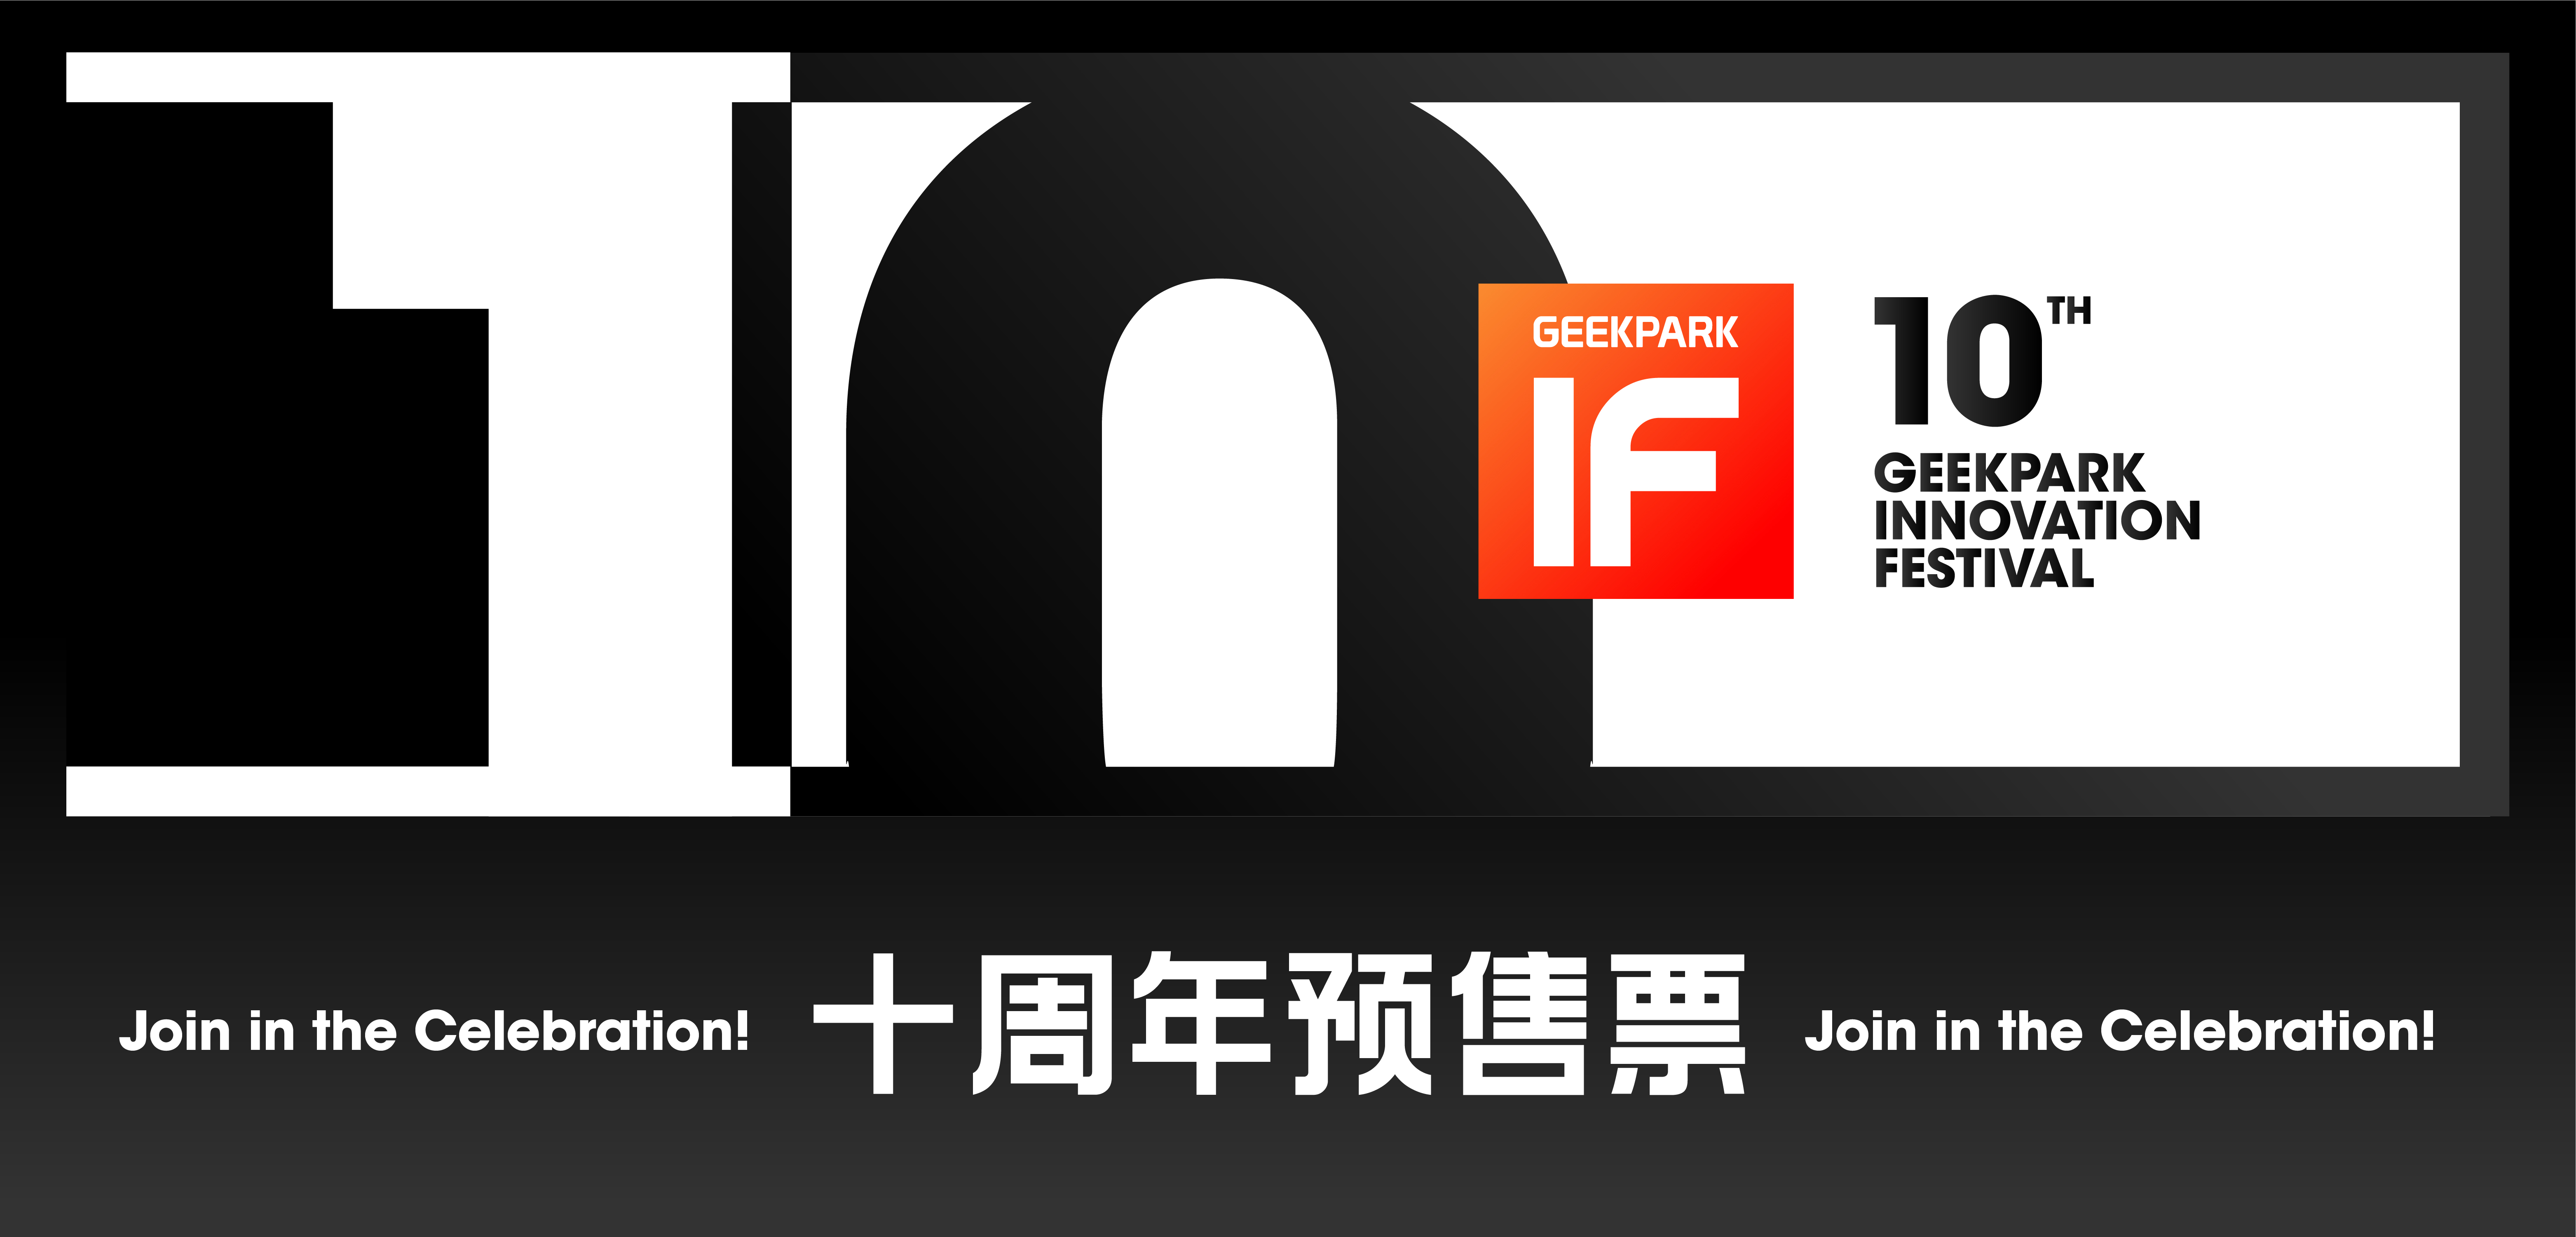 10
GEEKPARK
IF
10TH
GEEKPARK
INNOVATION
FESTIVAL
Join in the Celebration!
十周年预售票
Join in the Celebration!